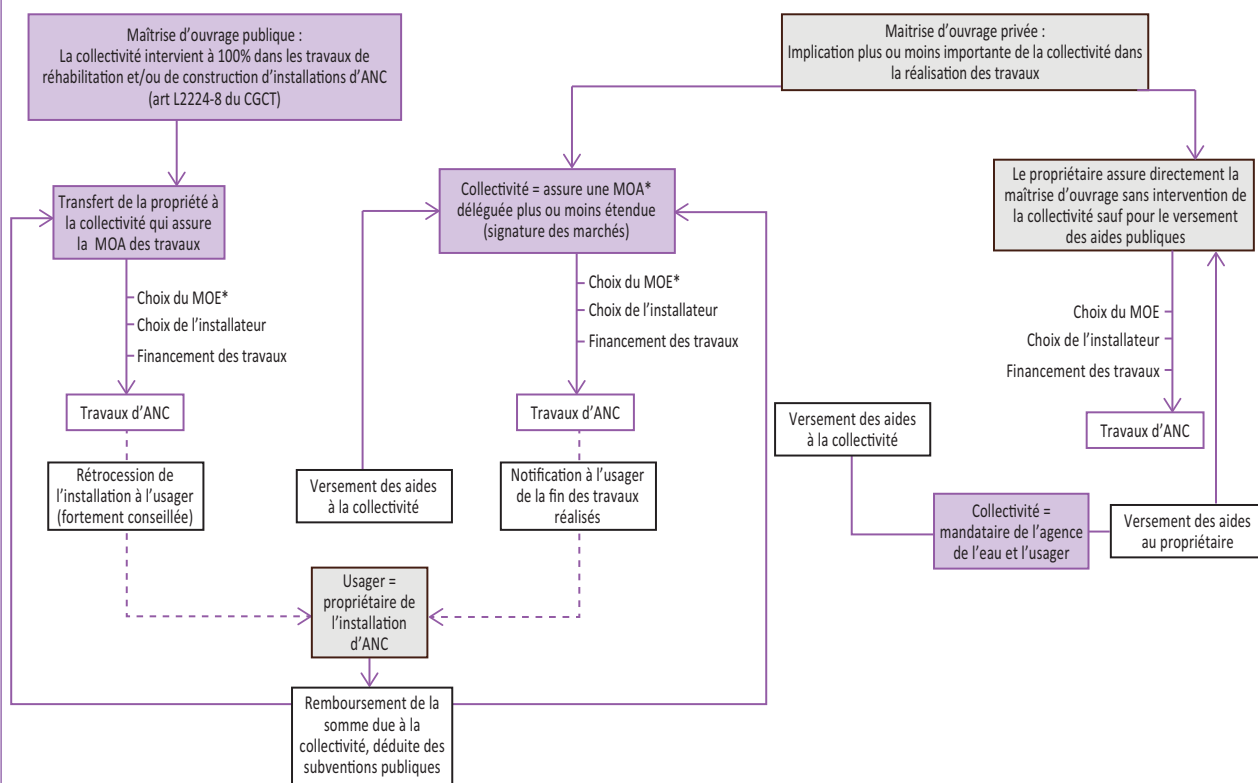 Maîtrise d'ouvrage publique :
La collectivité intervient à 100% dans les travaux de
réhabilitation et/ou de construction d'installations d'ANC
(art L2224-8 du CGCT)
Maitrise d'ouvrage privée :
Implication plus ou moins importante de la collectivité dans
la réalisation des travaux
Transfert de la propriété à
la collectivité qui assure
la MOA des travaux
Collectivité = assure une MOA*
déléguée plus ou moins étendue
(signature des marchés)
Le propriétaire assure directement la
maîtrise d'ouvrage sans intervention de
la collectivité sauf pour le versement
des aides publiques
Choix du MOE*
Choix de l'installateur
Financement des travaux
Choix du MOE*
Choix de l'installateur
Financement des travaux
Choix du MOE
Choix de l'installateur
Financement des travaux
Travaux d'ANC
Travaux d'ANC
Travaux d'ANC
Rétrocession de
l'installation à l'usager
(fortement conseillée)
Versement des aides
à la collectivité
Notification à l'usager
de la fin des travaux
réalisés
Versement des aides
à la collectivité
Collectivité =
mandataire de l'agence
de l'eau et l'usager
Versement des aides
au propriétaire
Usager =
propriétaire de
l'installation
d'ANC
Remboursement de la
somme due à la
collectivité, déduite des
subventions publiques